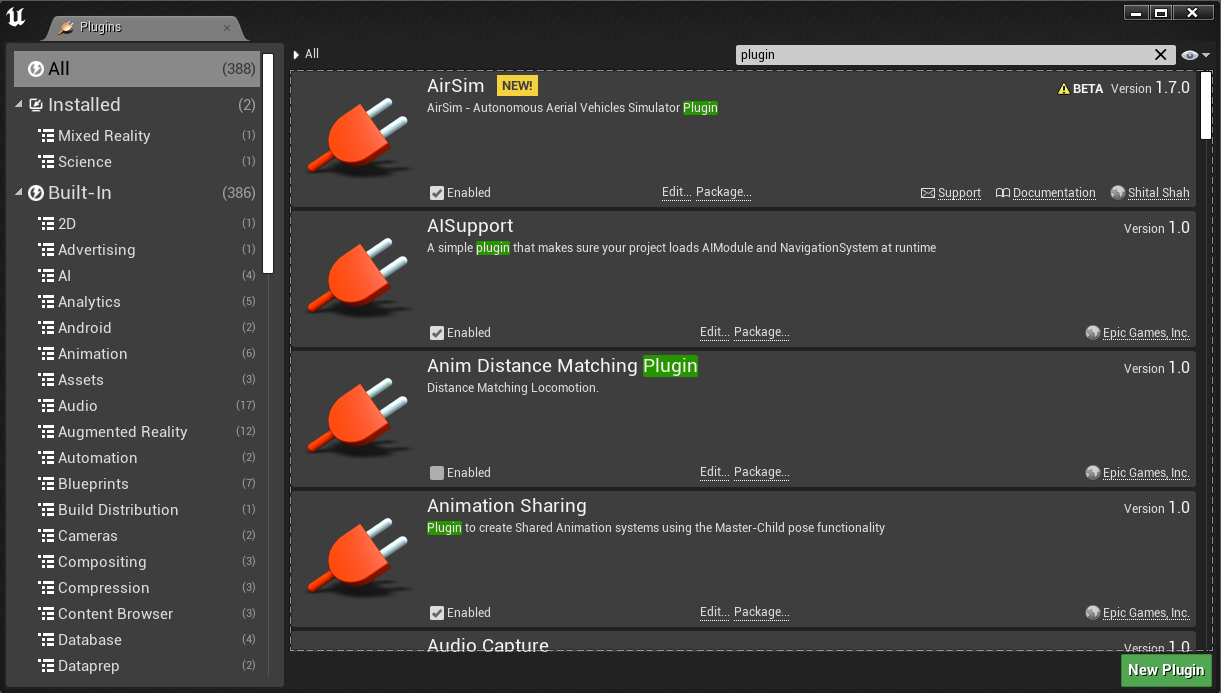 Plugins
All (388)
Installed (2)
Mixed Reality (1)
Science (1)
Built-In (386)
2D (1)
Advertising (1)
AI (4)
Analytics (5)
Android (2)
Animation (6)
Assets (3)
Audio (17)
Augmented Reality (12)
Automation (2)
Blueprints (7)
Build Distribution (1)
Cameras (2)
Compositing (3)
Compression (3)
Content Browser (3)
Database (4)
Dataprep (2)
All
plugin
AirSim NEW! BETA Version 1.7.0
AirSim - Autonomous Aerial Vehicles Simulator Plugin
Enabled Edit... Package... Support Documentation Shital Shah
AISupport Version 1.0
A simple plugin that makes sure your project loads AIModule and NavigationSystem at runtime
Enabled Edit... Package... Epic Games, Inc.
Anim Distance Matching Plugin Version 1.0
Distance Matching Locomotion.
Enabled Edit... Package... Epic Games, Inc.
Animation Sharing Version 1.0
Plugin to create Shared Animation systems using the Master-Child pose functionality
Enabled Edit... Package... Epic Games, Inc.
Audio Capture Version 1.0
New Plugin